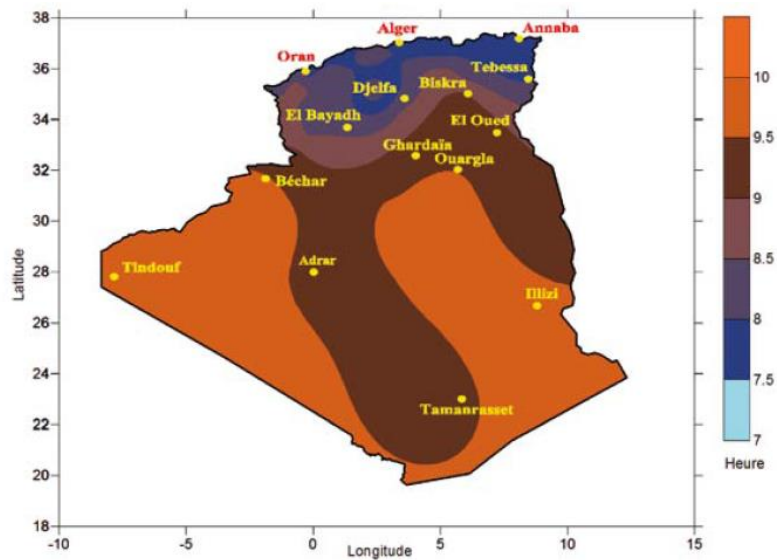 38
36
34
32
30
28
26
24
22
20
18
Latitude
Alger
Annaba
Oran
Tebessa
Biskra
Djelfa
El Bayadh
El Oued
Ghardaïa
Ouargla
Béchar
Adrar
Tindouf
Illizi
Tamanrasset
-10
-5
0
5
10
15
Longitude
10
9.5
9
8.5
8
7.5
7
Heure